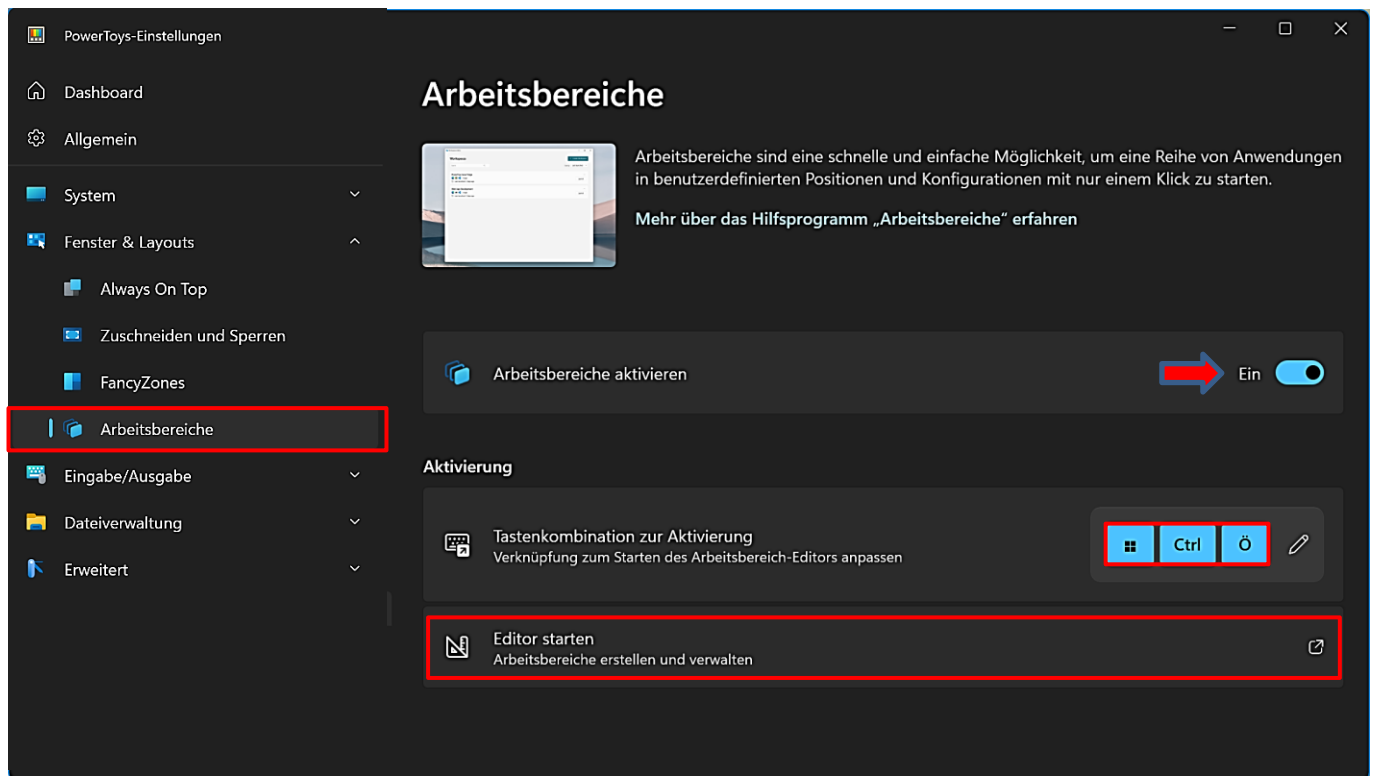 PowerToys-Einstellungen
Dashboard
Allgemein
System
Fenster & Layouts
Always On Top
Zuschneiden und Sperren
FancyZones
Arbeitsbereiche
Eingabe/Ausgabe
Dateiverwaltung
Erweitert
Arbeitsbereiche
Arbeitsbereiche sind eine schnelle und einfache Möglichkeit, um eine Reihe von Anwendungen
in benutzerdefinierten Positionen und Konfigurationen mit nur einem Klick zu starten.
Mehr über das Hilfsprogramm „Arbeitsbereiche“ erfahren
Arbeitsbereiche aktivieren
Ein
Aktivierung
Tastenkombination zur Aktivierung
Verknüpfung zum Starten des Arbeitsbereich-Editors anpassen
Ctrl
Ö
Editor starten
Arbeitsbereiche erstellen und verwalten